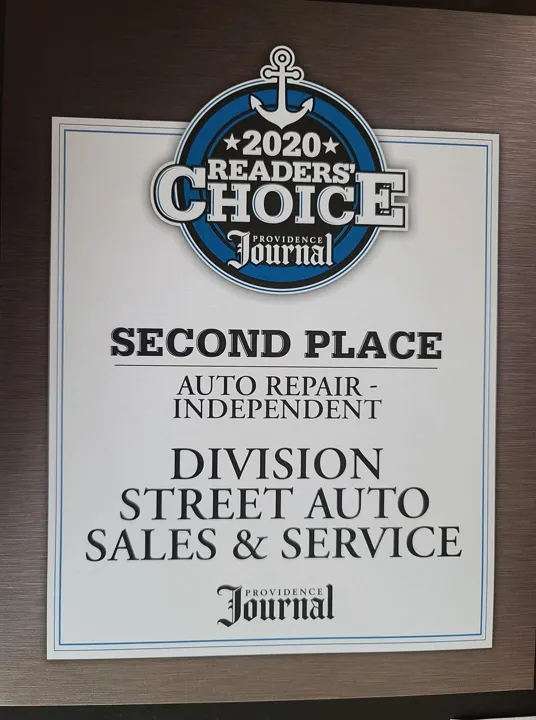 ★2020★
READERS'
CHOICE
PROVIDENCE
Journal
SECOND PLACE
AUTO REPAIR -
INDEPENDENT
DIVISION
STREET AUTO
SALES & SERVICE
PROVIDENCE
Journal